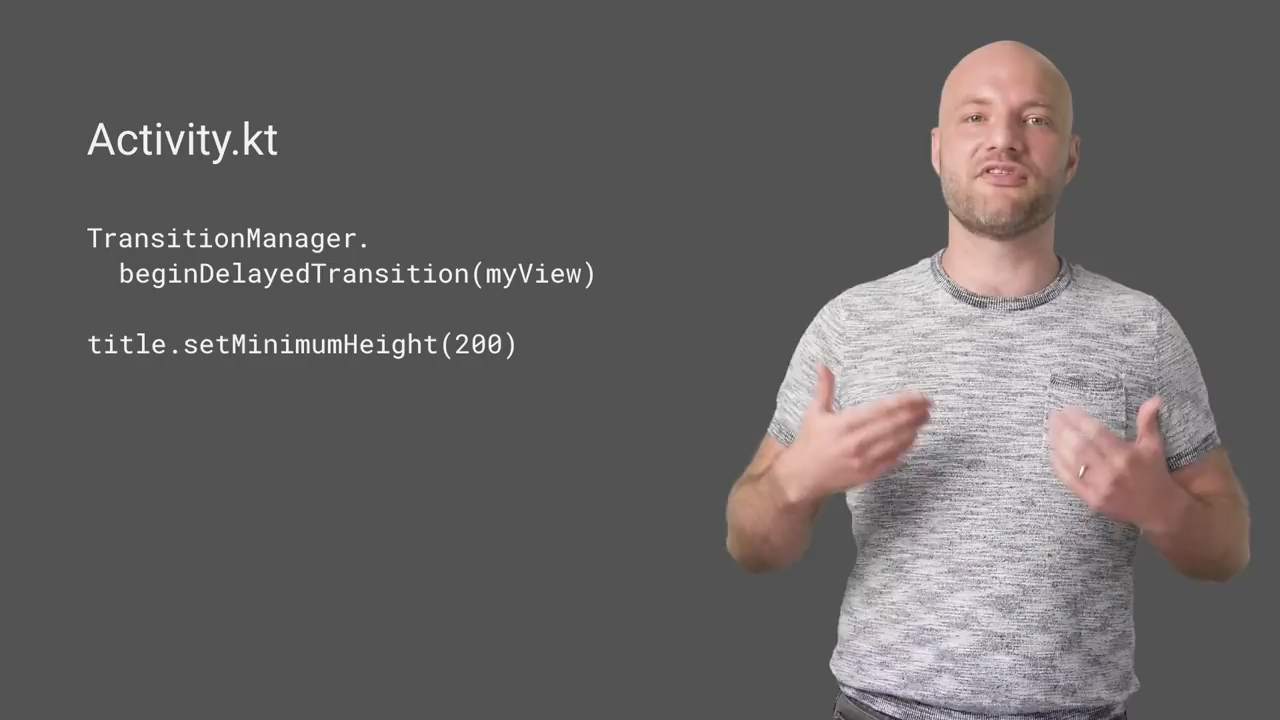 Activity.kt
TransitionManager.
beginDelayedTransition(myView)
title.setMinimumHeight(200)